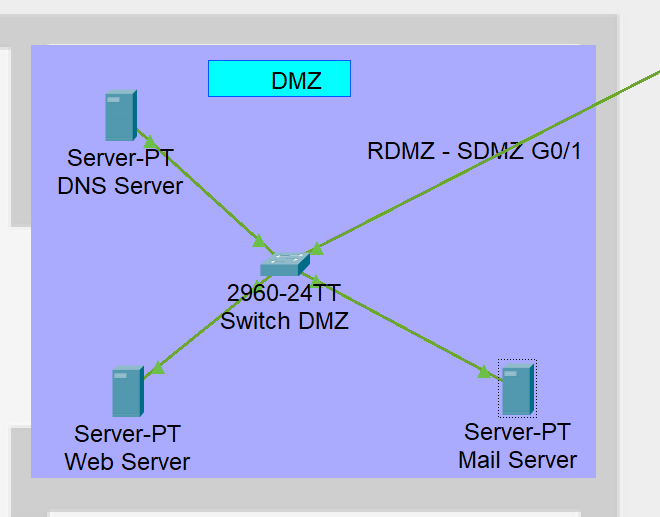 DMZ
RDMZ - SDMZ G0/1
Server-PT
DNS Server
2960-24TT
Switch DMZ
Server-PT
Web Server
Server-PT
Mail Server